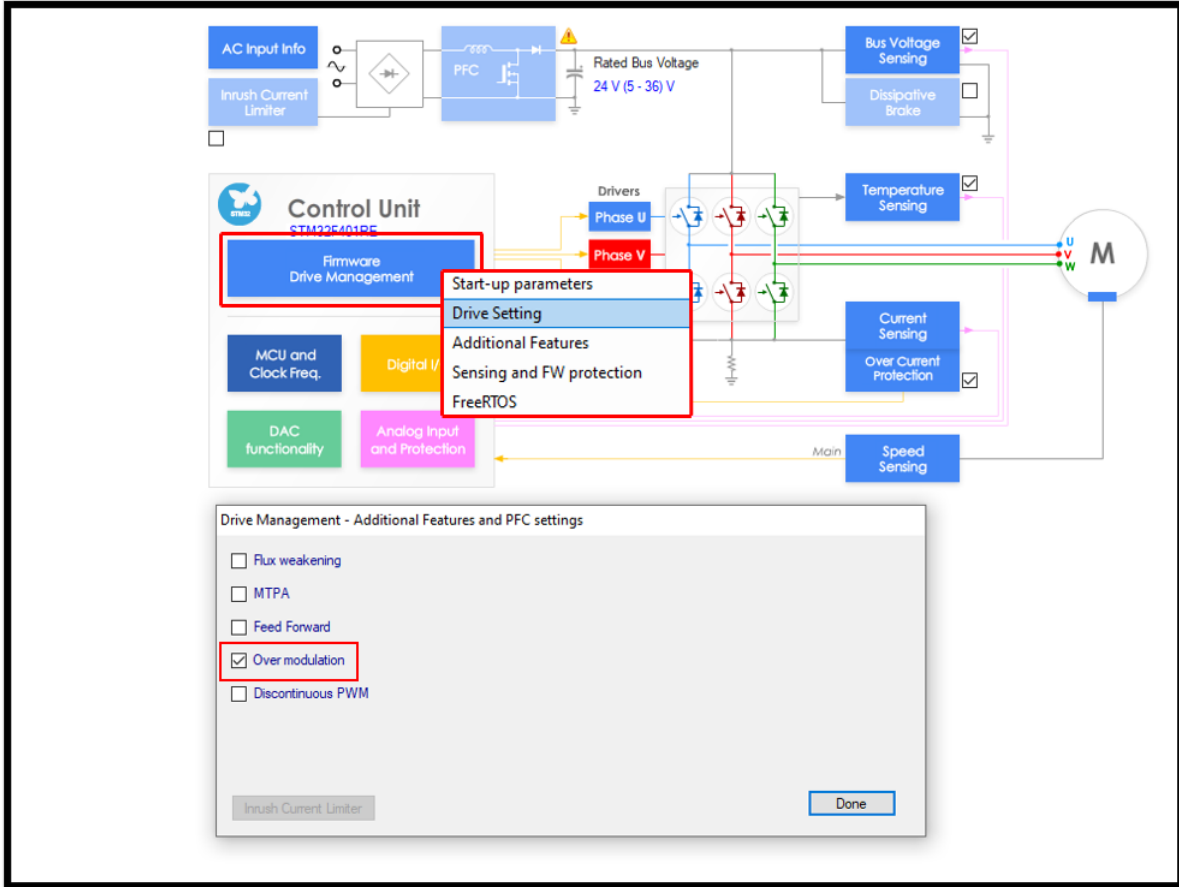 AC Input Info
Inrush Current
Limiter
PFC
Rated Bus Voltage
24 V (5 - 36) V
Bus Voltage
Sensing
Dissipative
Brake
STM32
Control Unit
STM32F401RE
Firmware
Drive Management
Drivers
Phase U
Phase V
Temperature
Sensing
U
V
W
M
Start-up parameters
Drive Setting
Additional Features
Sensing and FW protection
FreeRTOS
MCU and
Clock Freq.
Digital I/
DAC
functionality
Analog Input
and Protection
Current
Sensing
Over Current
Protection
Main
Speed
Sensing
Drive Management - Additional Features and PFC settings
Flux weakening
MTPA
Feed Forward
Over modulation
Discontinuous PWM
Inrush Current Limiter
Done